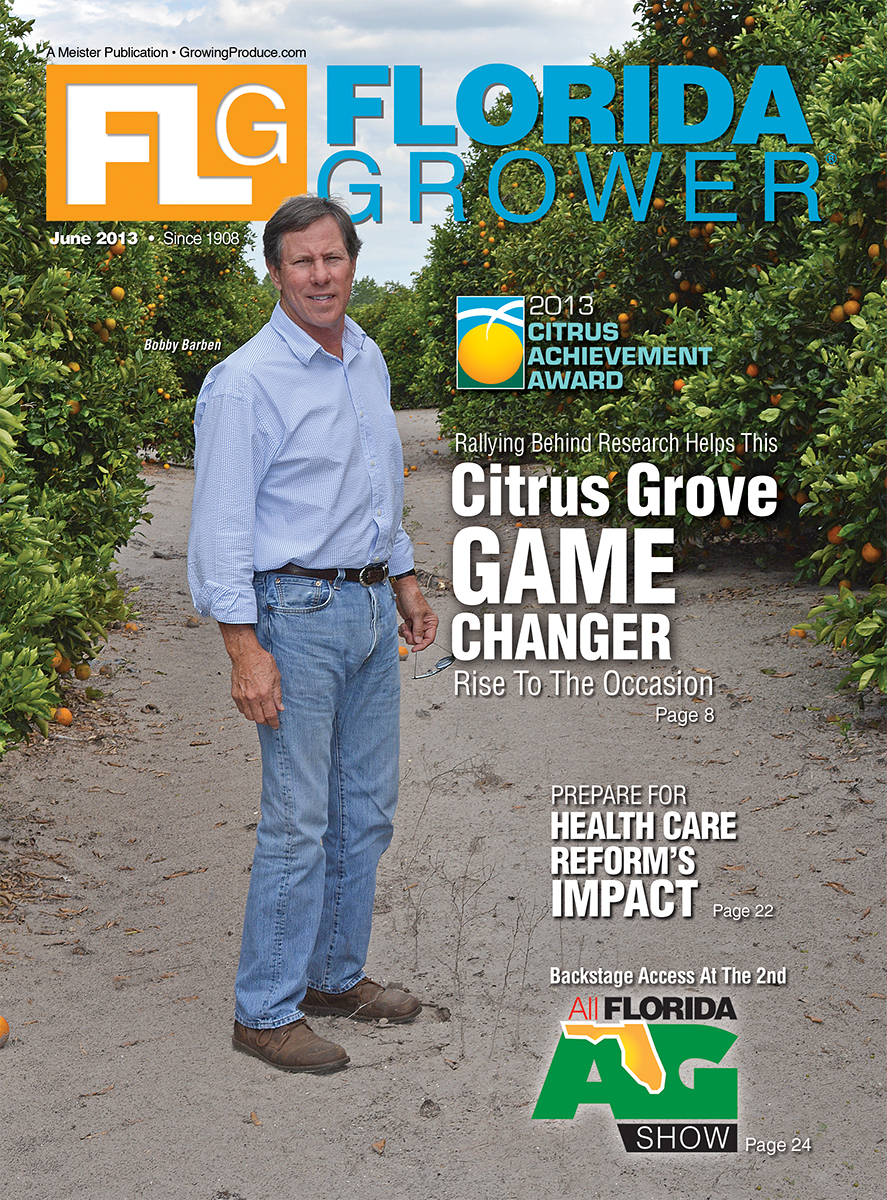 A Meister Publication • GrowingProduce.com
FLG
FLORIDA
GROWER®
June 2013 • Since 1908
Bobby Barben
2013
CITRUS
ACHIEVEMENT
AWARD
Rallying Behind Research Helps This
Citrus Grove
GAME
CHANGER
Rise To The Occasion
Page 8
PREPARE FOR
HEALTH CARE
REFORM'S
IMPACT Page 22
Backstage Access At The 2nd
All FLORIDA
AG
SHOW Page 24